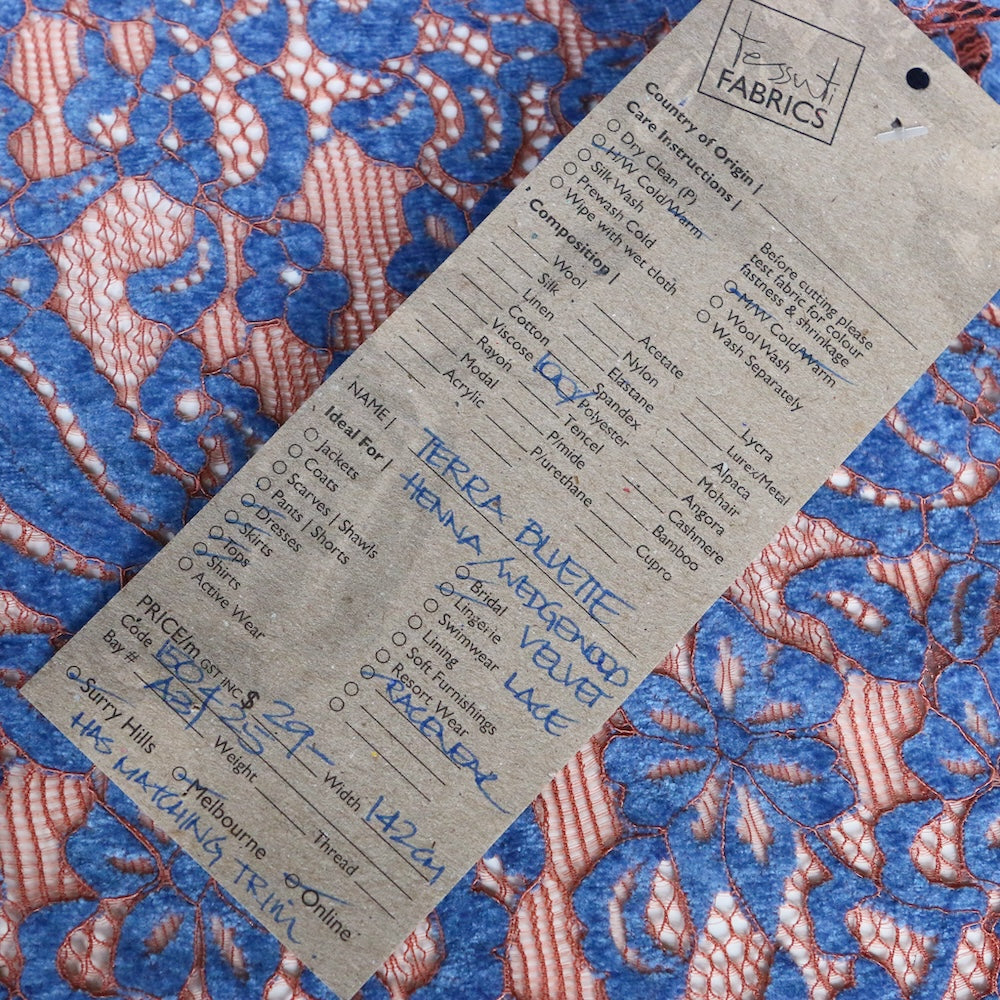 tessuti
FABRICS
Country of Origin |
Care Instructions |
Dry Clean (P)
H/W Cold/Warm
Silk Wash
Prewash Cold
Wipe with wet cloth
Before cutting please
test fabric for colour
fastness & shrinkage
M/W Cold/Warm
Wool Wash
Wash Separately
Composition |
Wool
Silk
Linen
Cotton
Viscose
Rayon
Modal
Acrylic
Acetate
Nylon
Elastane
Spandex
100% Polyester
Tencel
P/mide
P/urethane
Lycra
Lurex/Metal
Alpaca
Mohair
Angora
Cashmere
Bamboo
Cupro
NAME | TERRA BLUETTE
HENNA/WEDGEWOOD
VELVET
LACE
Ideal For |
Jackets
Coats
Scarves | Shawls
Pants | Shorts
Dresses
Skirts
Tops
Shirts
Active Wear
Bridal
Lingerie
Swimwear
Lining
Soft Furnishings
Resort Wear
RACEWEAR
PRICE/m GST INC $ 29-
Code Width 142cm
Bay # Weight Thread
Surry Hills Melbourne Online
HAS MATCHING TRIM